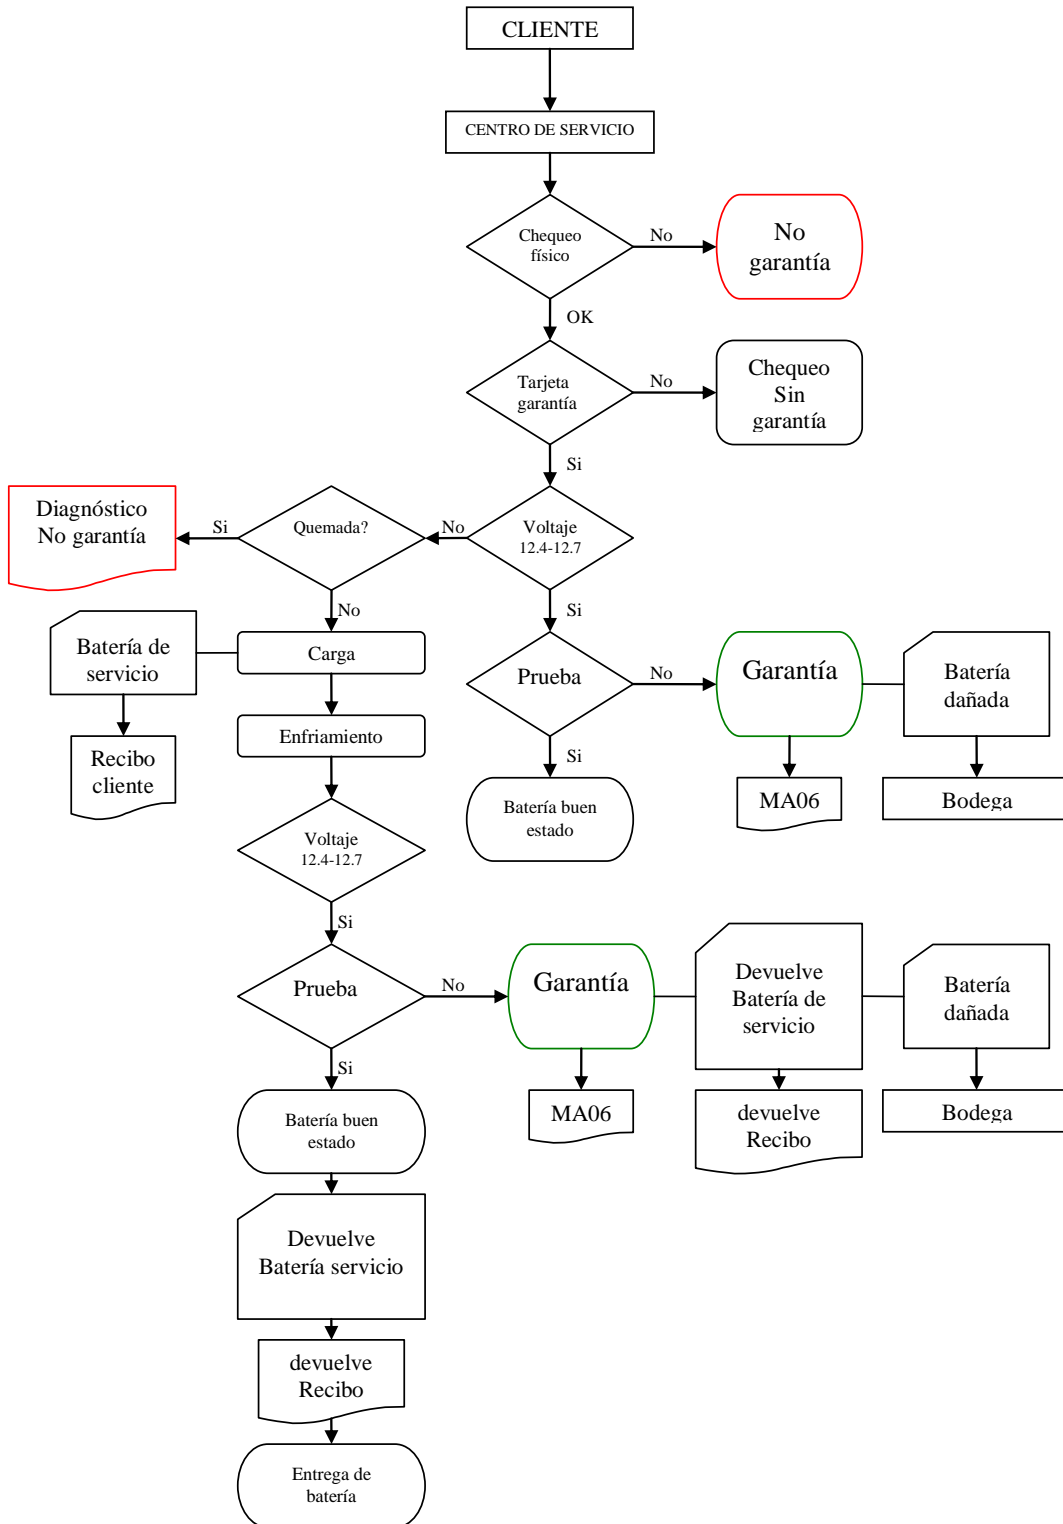 CLIENTE
CENTRO DE SERVICIO
Chequeo
físico
No
No
garantía
OK
Tarjeta
garantía
No
Chequeo
Sin
garantía
Si
Diagnóstico
No garantía
Si
Quemada?
No
Voltaje
12.4-12.7
No
Si
Batería de
servicio
Carga
Prueba
No
Garantía
Batería
dañada
Recibo
cliente
Enfriamiento
Si
Batería buen
estado
MA06
Bodega
Voltaje
12.4-12.7
Si
Prueba
No
Garantía
Devuelve
Batería de
servicio
Batería
dañada
Si
Batería buen
estado
MA06
devuelve
Recibo
Bodega
Devuelve
Batería servicio
devuelve
Recibo
Entrega de
batería